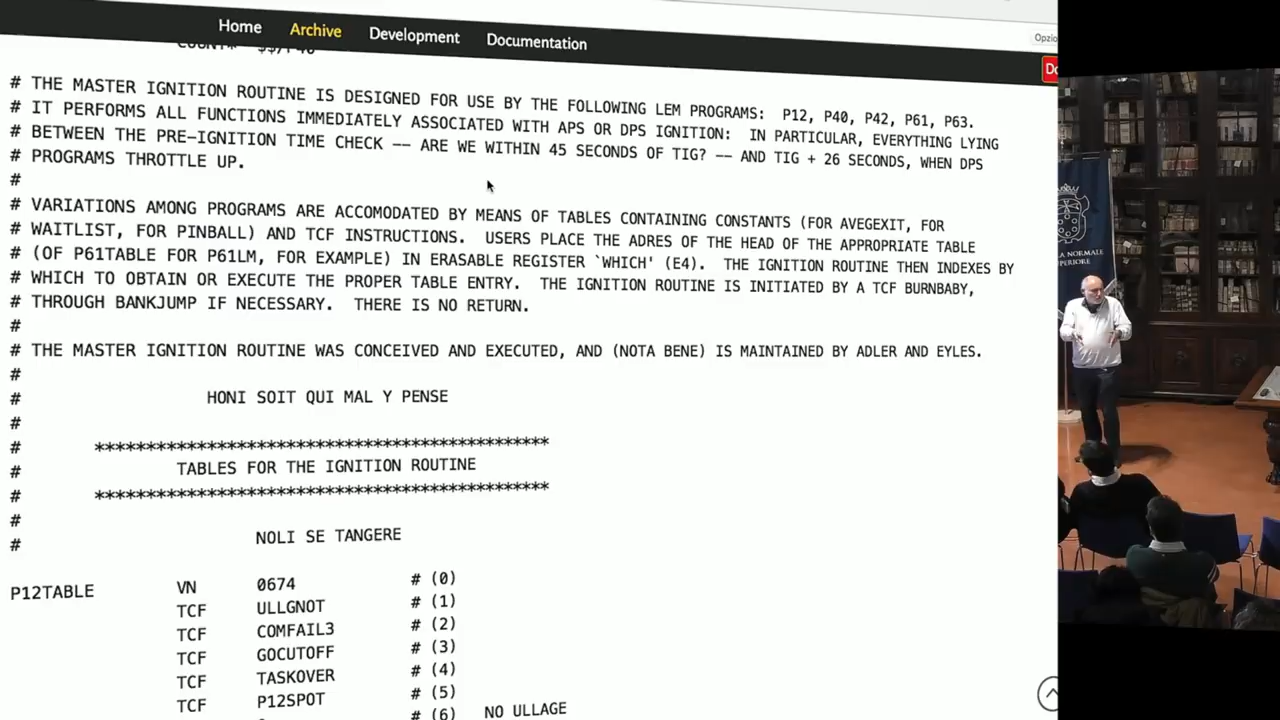 Home Archive Development Documentation
Opzio
COUNT* $$/P40
Do
# THE MASTER IGNITION ROUTINE IS DESIGNED FOR USE BY THE FOLLOWING LEM PROGRAMS: P12, P40, P42, P61, P63.
# IT PERFORMS ALL FUNCTIONS IMMEDIATELY ASSOCIATED WITH APS OR DPS IGNITION: IN PARTICULAR, EVERYTHING LYING
# BETWEEN THE PRE-IGNITION TIME CHECK -- ARE WE WITHIN 45 SECONDS OF TIG? -- AND TIG + 26 SECONDS, WHEN DPS
# PROGRAMS THROTTLE UP.
#
# VARIATIONS AMONG PROGRAMS ARE ACCOMODATED BY MEANS OF TABLES CONTAINING CONSTANTS (FOR AVEGEXIT, FOR
# WAITLIST, FOR PINBALL) AND TCF INSTRUCTIONS. USERS PLACE THE ADRES OF THE HEAD OF THE APPROPRIATE TABLE
# (OF P61TABLE FOR P61LM, FOR EXAMPLE) IN ERASABLE REGISTER `WHICH' (E4). THE IGNITION ROUTINE THEN INDEXES BY
# WHICH TO OBTAIN OR EXECUTE THE PROPER TABLE ENTRY. THE IGNITION ROUTINE IS INITIATED BY A TCF BURNBABY,
# THROUGH BANKJUMP IF NECESSARY. THERE IS NO RETURN.
#
# THE MASTER IGNITION ROUTINE WAS CONCEIVED AND EXECUTED, AND (NOTA BENE) IS MAINTAINED BY ADLER AND EYLES.
#
# HONI SOIT QUI MAL Y PENSE
#
# ********************************************
# TABLES FOR THE IGNITION ROUTINE
# ********************************************
#
# NOLI SE TANGERE
P12TABLE VN 0674 # (0)
TCF ULLGNOT # (1)
TCF COMFAIL3 # (2)
TCF GOCUTOFF # (3)
TCF TASKOVER # (4)
TCF P12SPOT # (5)
# (6) NO ULLAGE
LA NORMALE
SUPERIORE